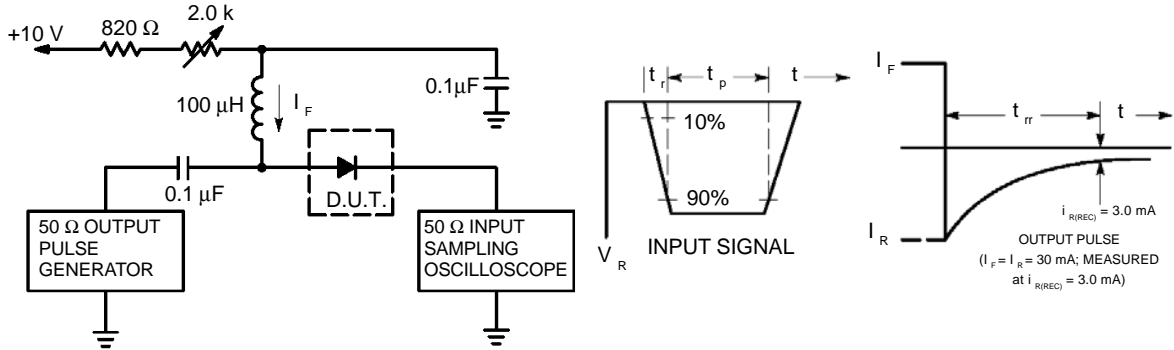 +10 V
820 Ω
2.0 k
0.1µF
100 µH
I F
0.1 µF
D.U.T.
50 Ω OUTPUT
PULSE
GENERATOR
50 Ω INPUT
SAMPLING
OSCILLOSCOPE
t r
t p
t
10%
90%
V R
INPUT SIGNAL
I F
t rr
t
I R
i R(REC) = 3.0 mA
OUTPUT PULSE
(I F = I R = 30 mA; MEASURED
at i R(REC) = 3.0 mA)